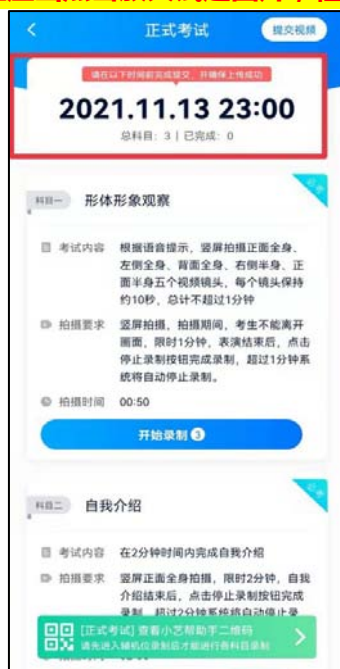 正式考试
提交视频
请在以下时间前完成提交，并确保上传成功
2021.11.13 23:00
总科目：3 | 已完成：0
必考
科目一 形体形象观察
考试内容 根据语音提示，竖屏拍摄正面全身、
左侧全身、背面全身、右侧半身、正
面半身五个视频镜头，每个镜头保持
约10秒，总计不超过1分钟
拍摄要求 竖屏拍摄，拍摄期间，考生不能离开
画面，限时1分钟，表演结束后，点击
停止录制按钮完成录制，超过1分钟系
统将自动停止录制。
拍摄时间 00:50
开始录制 3
必考
科目二 自我介绍
考试内容 在2分钟时间内完成自我介绍
拍摄要求 竖屏正面全身拍摄，限时2分钟，自我
介绍结束后，点击停止录制按钮完成
录制，超过2分钟系统将自动停止录
[正式考试] 查看小艺帮助手二维码
请先进入辅机位录制后才能进行各科目录制